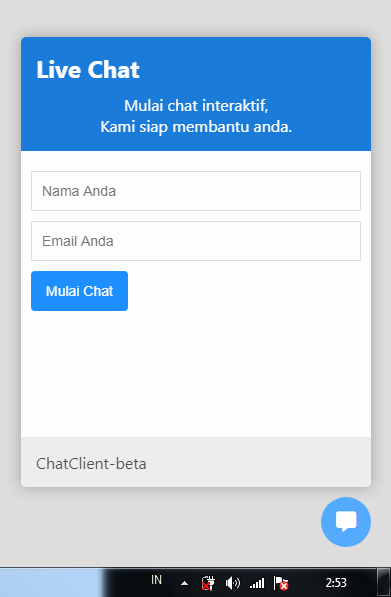 Live Chat
Mulai chat interaktif,
Kami siap membantu anda.
Nama Anda
Email Anda
Mulai Chat
ChatClient-beta
IN
2:53